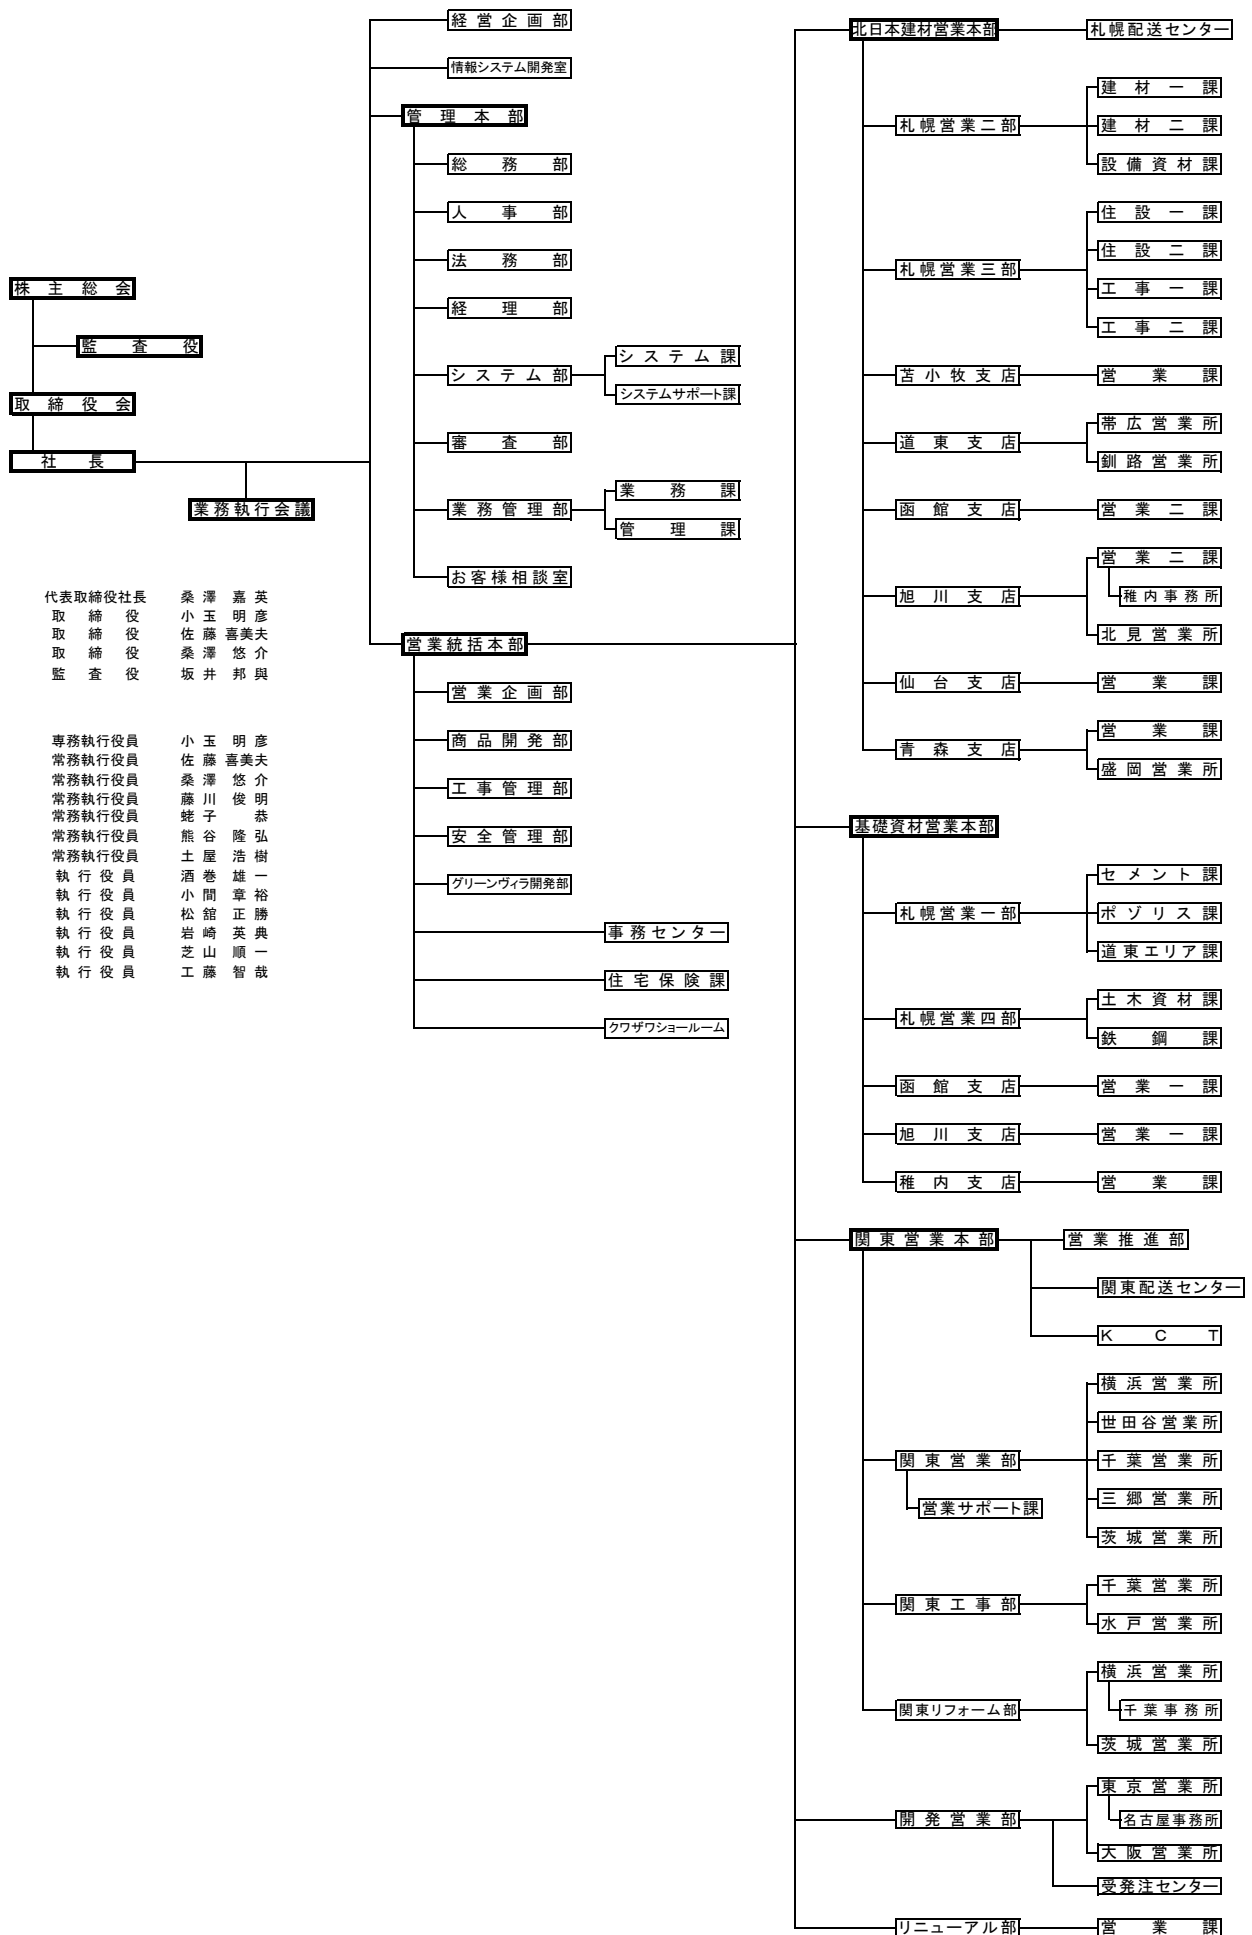 株主総会
監査役
取締役会
社長
業務執行会議
代表取締役社長 桑澤 嘉英
取締役 小玉 明彦
取締役 佐藤 喜美夫
取締役 桑澤 悠介
監査役 坂井 邦與
専務執行役員 小玉 明彦
常務執行役員 佐藤 喜美夫
常務執行役員 桑澤 悠介
常務執行役員 藤川 俊明
常務執行役員 蛯子 恭
常務執行役員 熊谷 隆弘
常務執行役員 土屋 浩樹
執行役員 酒巻 雄一
執行役員 小間 章裕
執行役員 松舘 正勝
執行役員 岩崎 英典
執行役員 芝山 順一
執行役員 工藤 智哉
経営企画部
情報システム開発室
管理本部
総務部
人事部
法務部
経理部
システム部
システム課
システムサポート課
審査部
業務管理部
業務課
管理課
お客様相談室
営業統括本部
営業企画部
商品開発部
工事管理部
安全管理部
グリーンヴィラ開発部
事務センター
住宅保険課
クワザワショールーム
北日本建材営業本部
札幌配送センター
札幌営業二部
建材一課
建材二課
設備資材課
札幌営業三部
住設一課
住設二課
工事一課
工事二課
苫小牧支店
営業課
道東支店
帯広営業所
釧路営業所
函館支店
営業二課
旭川支店
営業二課
稚内事務所
北見営業所
仙台支店
営業課
青森支店
営業課
盛岡営業所
基礎資材営業本部
札幌営業一部
セメント課
ポゾリス課
道東エリア課
札幌営業四部
土木資材課
鉄鋼課
函館支店
営業一課
旭川支店
営業一課
稚内支店
営業課
関東営業本部
営業推進部
関東配送センター
KCT
関東営業部
営業サポート課
横浜営業所
世田谷営業所
千葉営業所
三郷営業所
茨城営業所
関東工事部
千葉営業所
水戸営業所
関東リフォーム部
横浜営業所
千葉事務所
茨城営業所
開発営業部
東京営業所
名古屋事務所
大阪営業所
受発注センター
リニューアル部
営業課